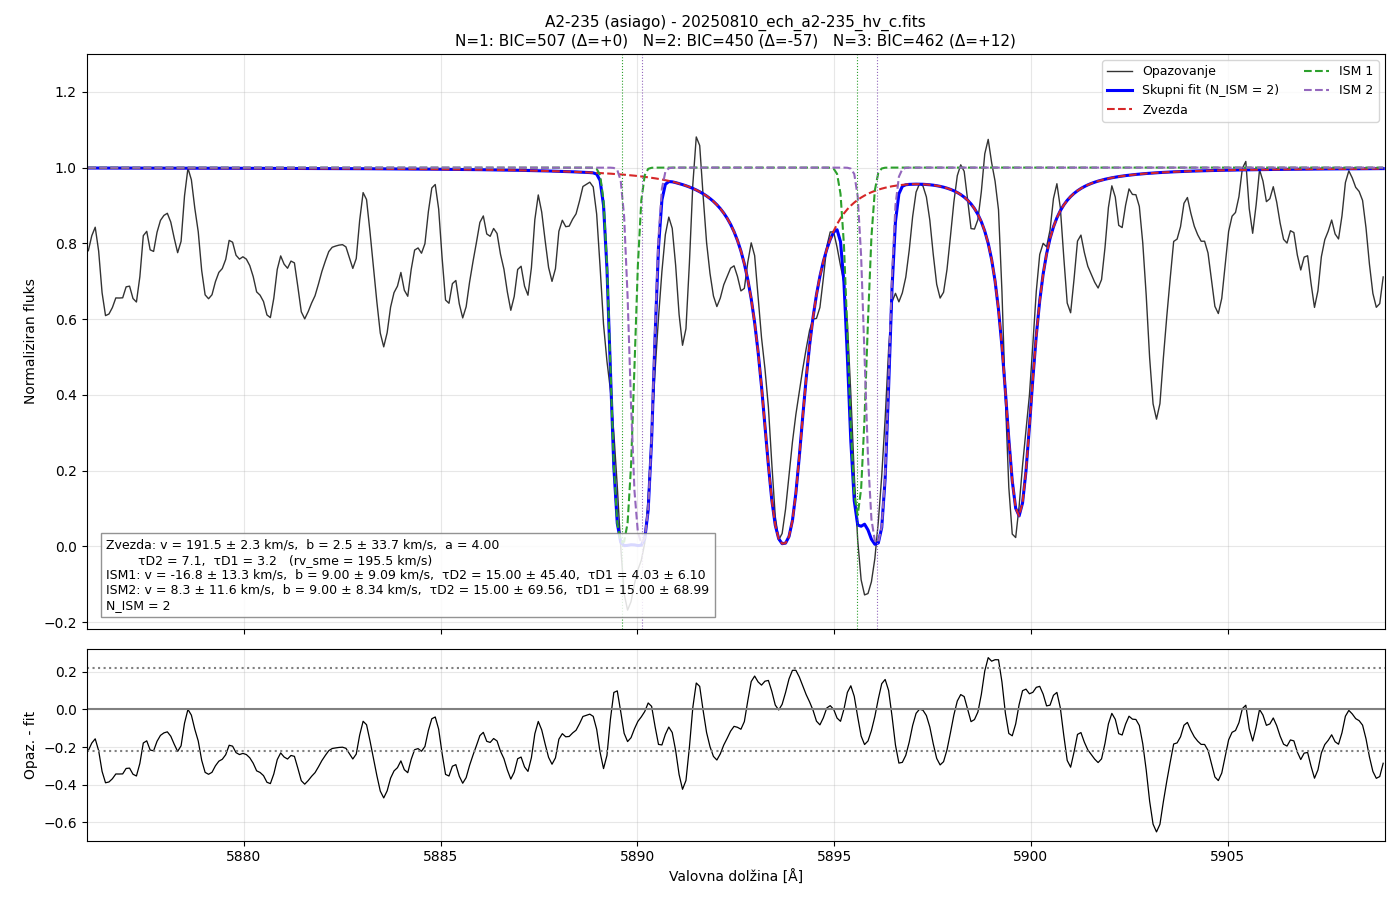 A2-235 (asiago) - 20250810_ech_a2-235_hv_c.fits
N=1: BIC=507 (Δ=+0)   N=2: BIC=450 (Δ=-57)   N=3: BIC=462 (Δ=+12)
Opazovanje
Skupni fit (N_ISM = 2)
Zvezda
ISM 1
ISM 2
Normaliziran fluks
1.2
1.0
0.8
0.6
0.4
0.2
0.0
−0.2
Zvezda: v = 191.5 ± 2.3 km/s,  b = 2.5 ± 33.7 km/s,  a = 4.00
τD2 = 7.1,  τD1 = 3.2   (rv_sme = 195.5 km/s)
ISM1: v = -16.8 ± 13.3 km/s,  b = 9.00 ± 9.09 km/s,  τD2 = 15.00 ± 45.40,  τD1 = 4.03 ± 6.10
ISM2: v = 8.3 ± 11.6 km/s,  b = 9.00 ± 8.34 km/s,  τD2 = 15.00 ± 69.56,  τD1 = 15.00 ± 68.99
N_ISM = 2
Opaz. - fit
0.2
0.0
−0.2
−0.4
−0.6
5880 5885 5890 5895 5900 5905
Valovna dolžina [Å]